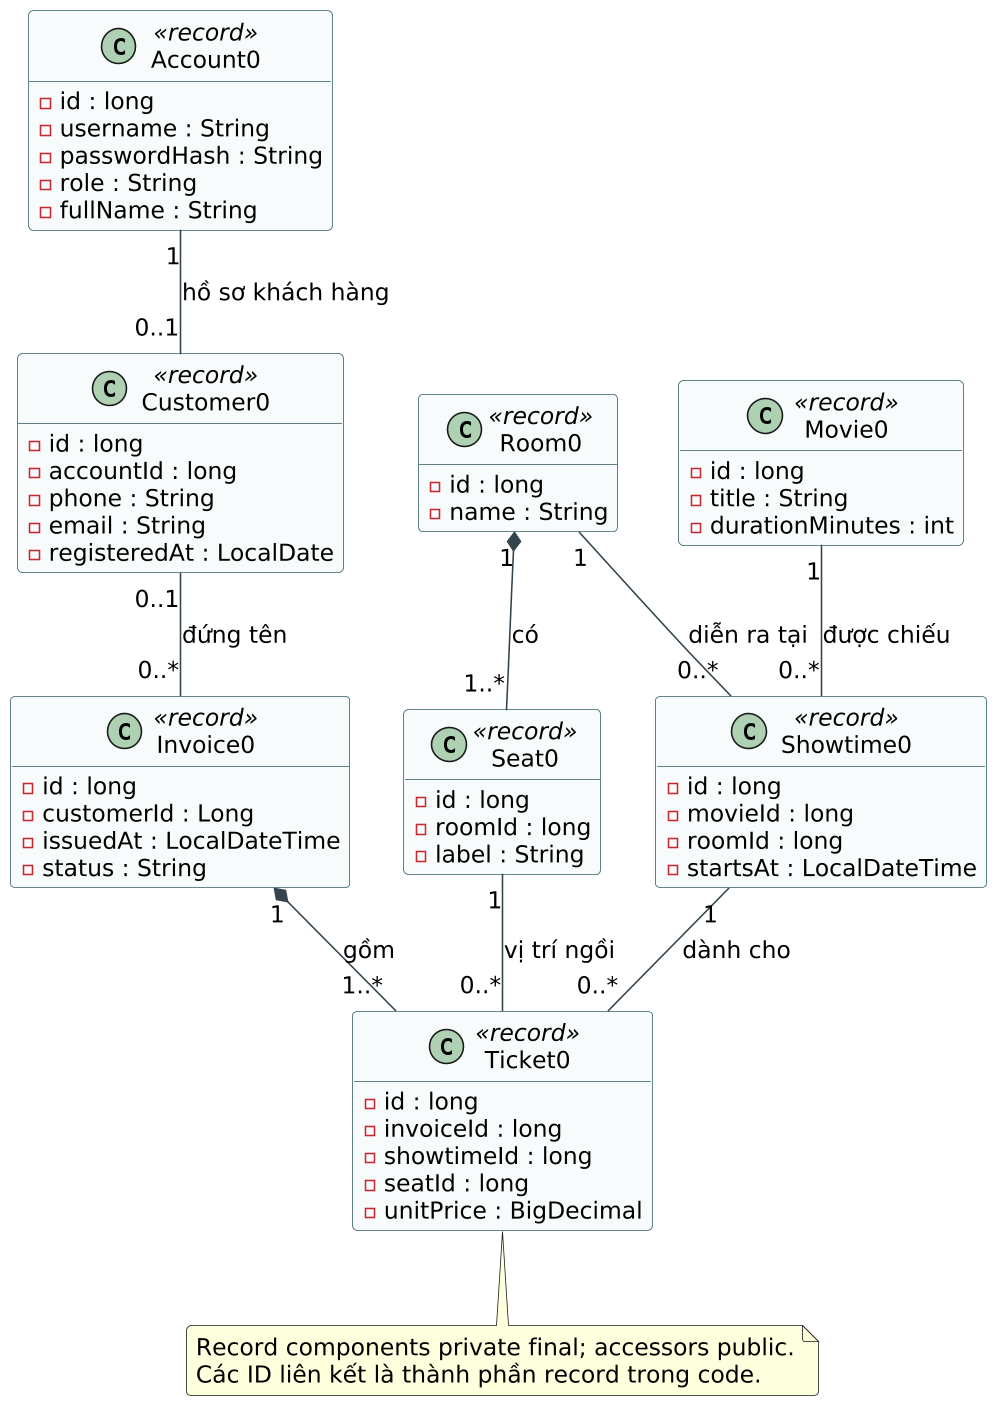 C
«record»
Account0
id : long
username : String
passwordHash : String
role : String
fullName : String
1
hồ sơ khách hàng
0..1
C
«record»
Customer0
id : long
accountId : long
phone : String
email : String
registeredAt : LocalDate
C
«record»
Room0
id : long
name : String
C
«record»
Movie0
id : long
title : String
durationMinutes : int
0..1
đứng tên
0..*
1
có
1..*
1
diễn ra tại
0..*
1
được chiếu
0..*
C
«record»
Invoice0
id : long
customerId : Long
issuedAt : LocalDateTime
status : String
C
«record»
Seat0
id : long
roomId : long
label : String
C
«record»
Showtime0
id : long
movieId : long
roomId : long
startsAt : LocalDateTime
1
gồm
1..*
1
vị trí ngồi
0..*
1
dành cho
0..*
C
«record»
Ticket0
id : long
invoiceId : long
showtimeId : long
seatId : long
unitPrice : BigDecimal
Record components private final; accessors public.
Các ID liên kết là thành phần record trong code.